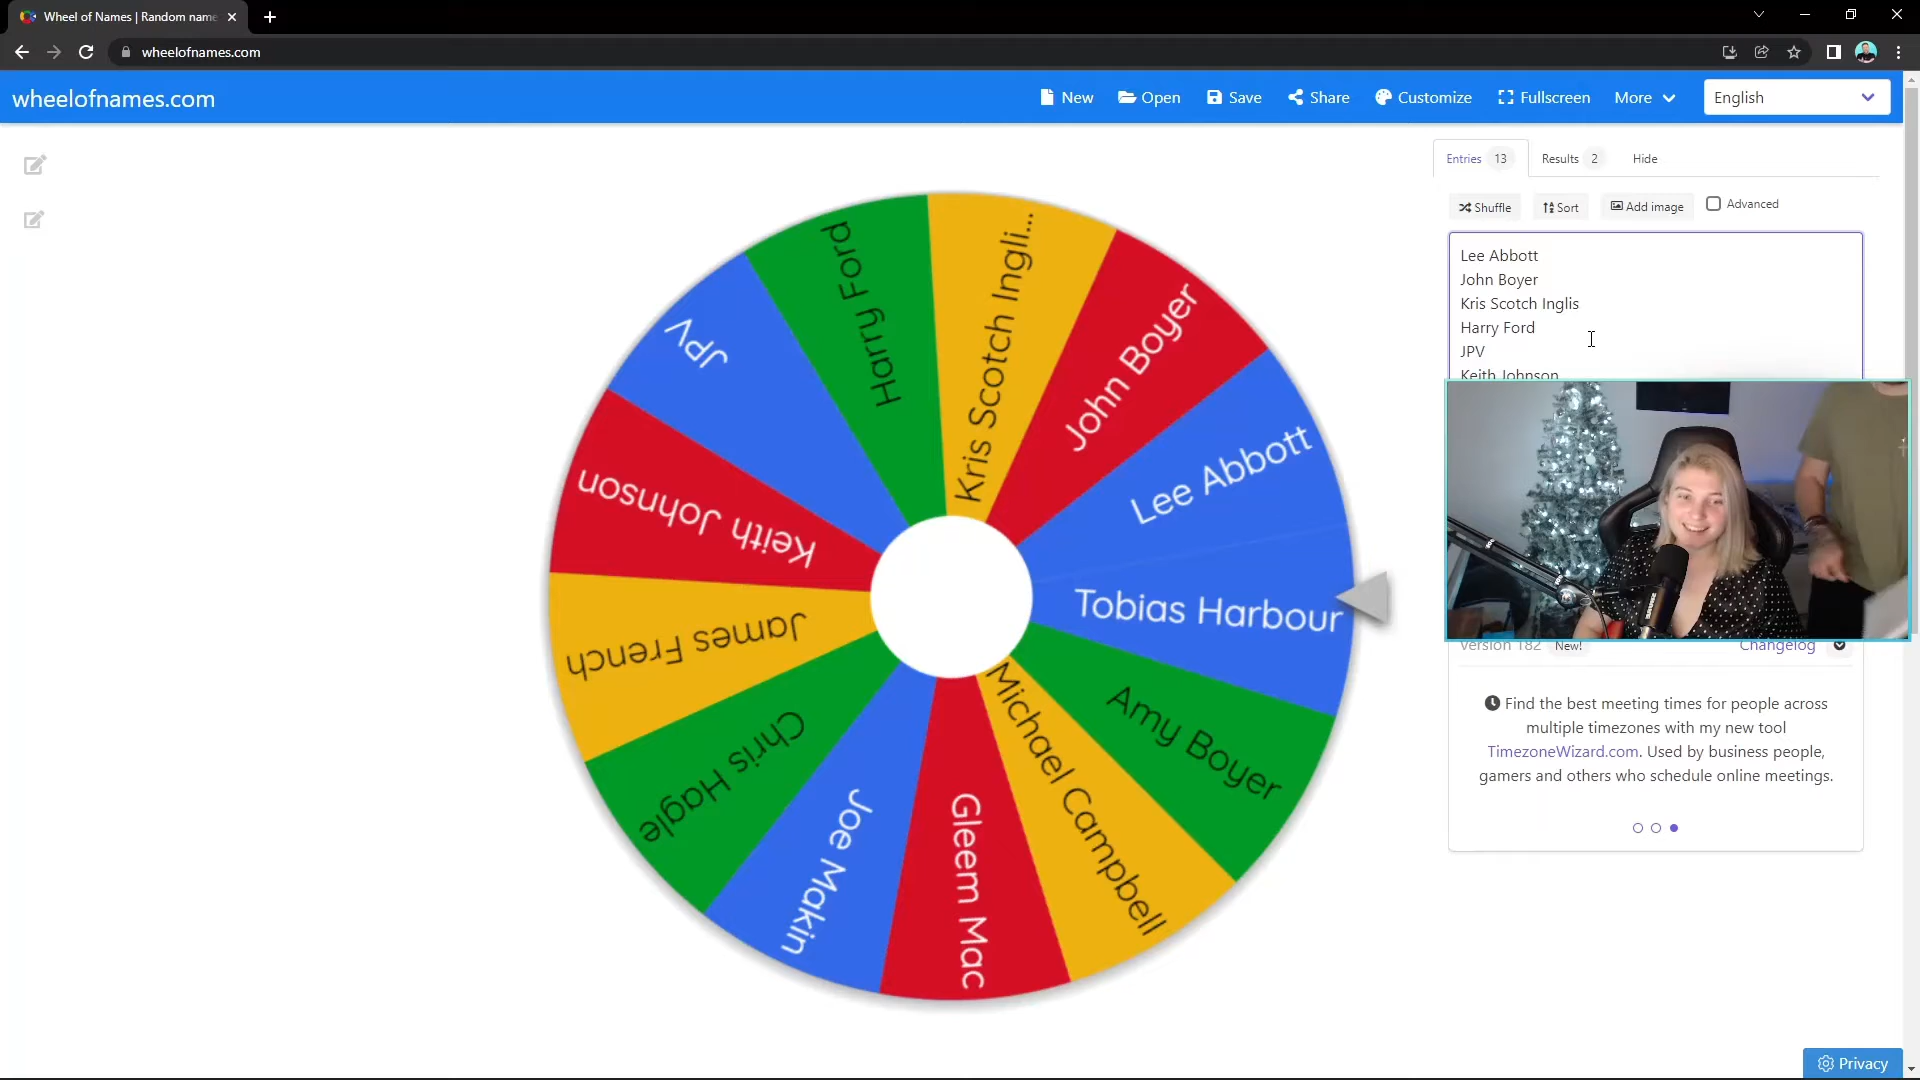 Wheel of Names | Random name
wheelofnames.com
wheelofnames.com
New
Open
Save
Share
Customize
Fullscreen
More
English
Entries 13
Results 2
Hide
Shuffle
Sort
Add image
Advanced
Lee Abbott
John Boyer
Kris Scotch Inglis
Harry Ford
JPV
Keith Johnson
Harry Ford
Kris Scotch Ingli...
John Boyer
Lee Abbott
Tobias Harbour
Amy Boyer
Michael Campbell
Gleem Mac
Joe Makin
Chris Hagle
James French
Keith Johnson
JPV
Version 182 New!
Changelog
Find the best meeting times for people across
multiple timezones with my new tool
TimezoneWizard.com. Used by business people,
gamers and others who schedule online meetings.
Privacy